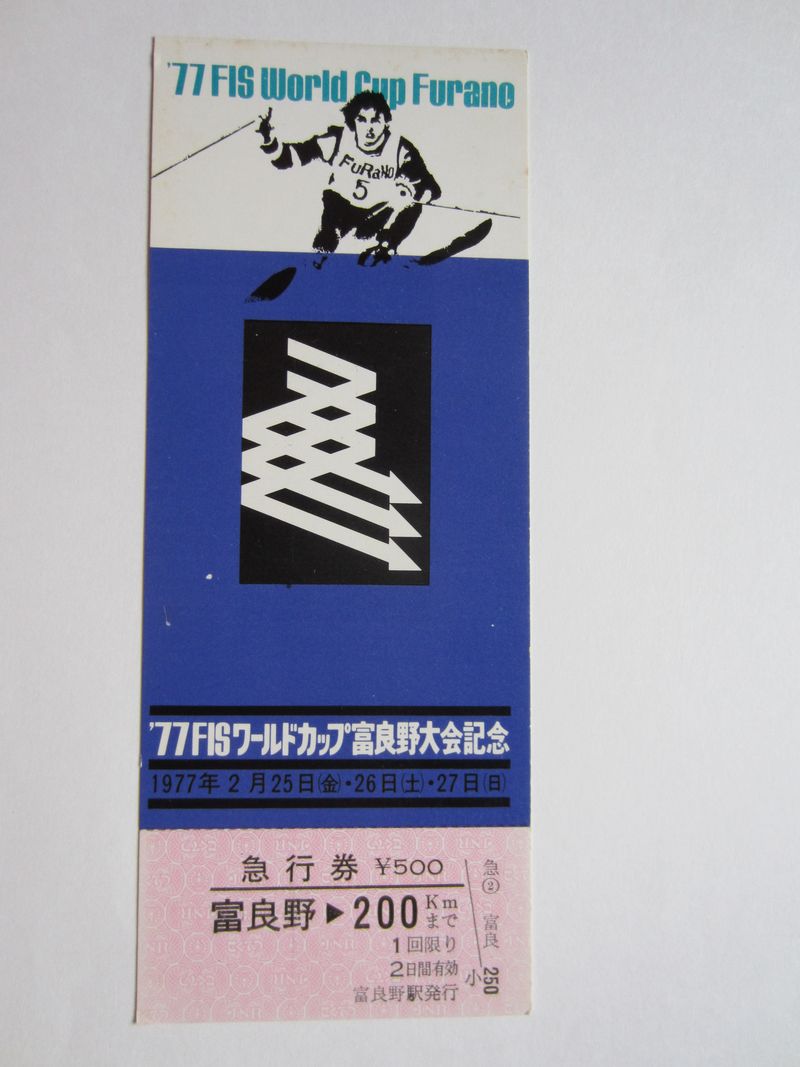 '77 FIS World Cup Furano
FuRaNo
5
'77FISワールドカップ富良野大会記念
1977年2月25日(金)・26日(土)・27日(日)
急行券 ¥500
富良野▶200Kmまで
1回限り
2日間有効
富良野駅発行
急② 富良
小 250